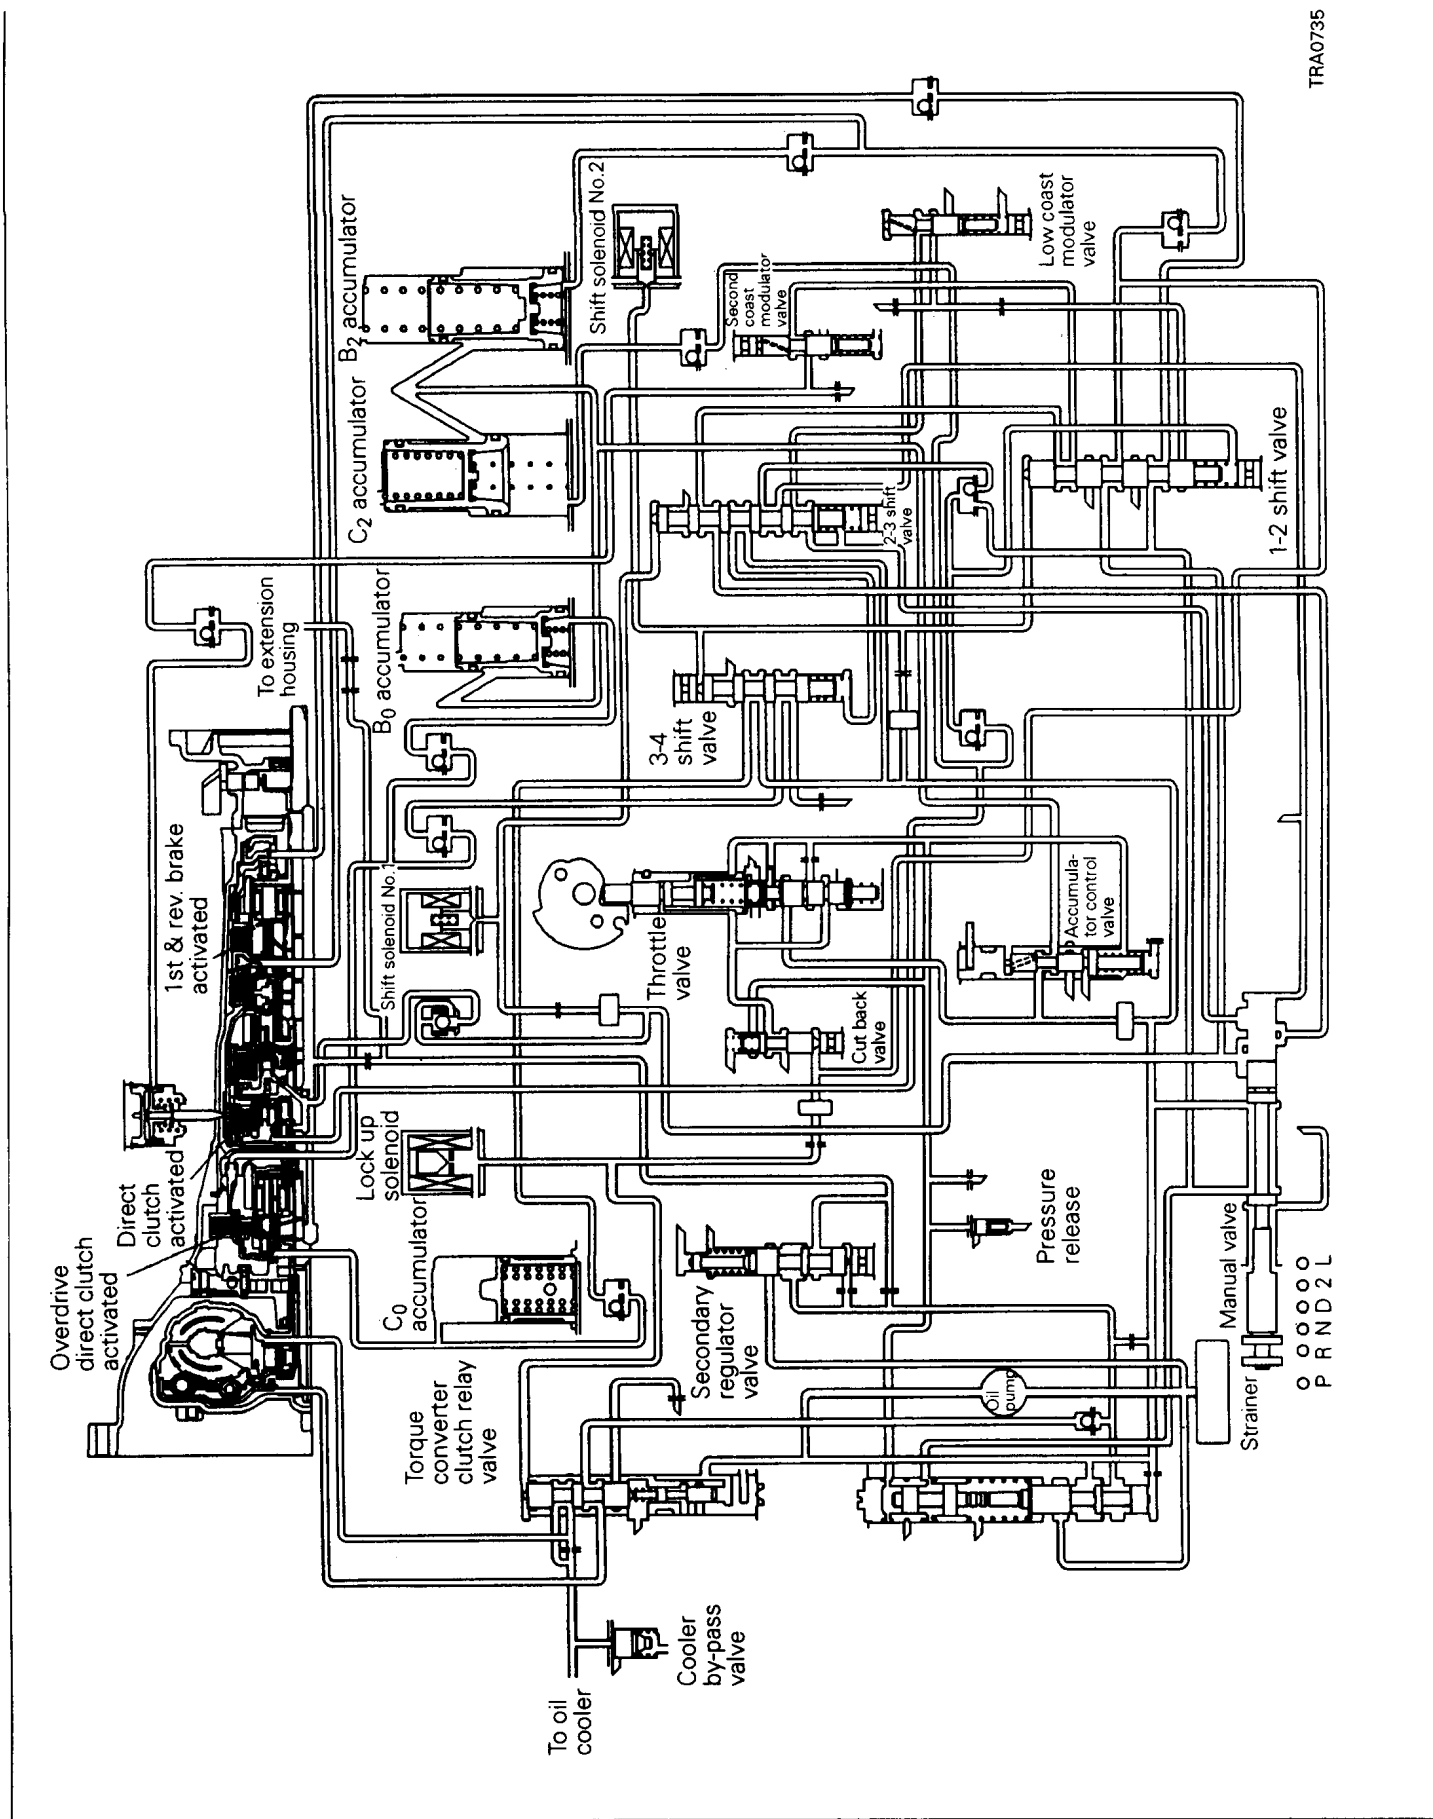 TRA0735
Overdrive
direct clutch
activated
Direct
clutch
activated
1st & rev. brake
activated
To extension
housing
C2 accumulator
B2 accumulator
B0 accumulator
Shift solenoid No.2
Shift solenoid No.1
Second
coast
modulator
valve
Low coast
modulator
valve
2-3 shift
valve
1-2 shift valve
3-4
shift
valve
Throttle
valve
Accumula-
tor control
valve
Cut back
valve
Lock up
solenoid
C0
accumulator
Torque
converter
clutch relay
valve
Secondary
regulator
valve
Pressure
release
Oil
pump
Manual valve
Strainer
P R N D 2 L
To oil
cooler
Cooler
by-pass
valve